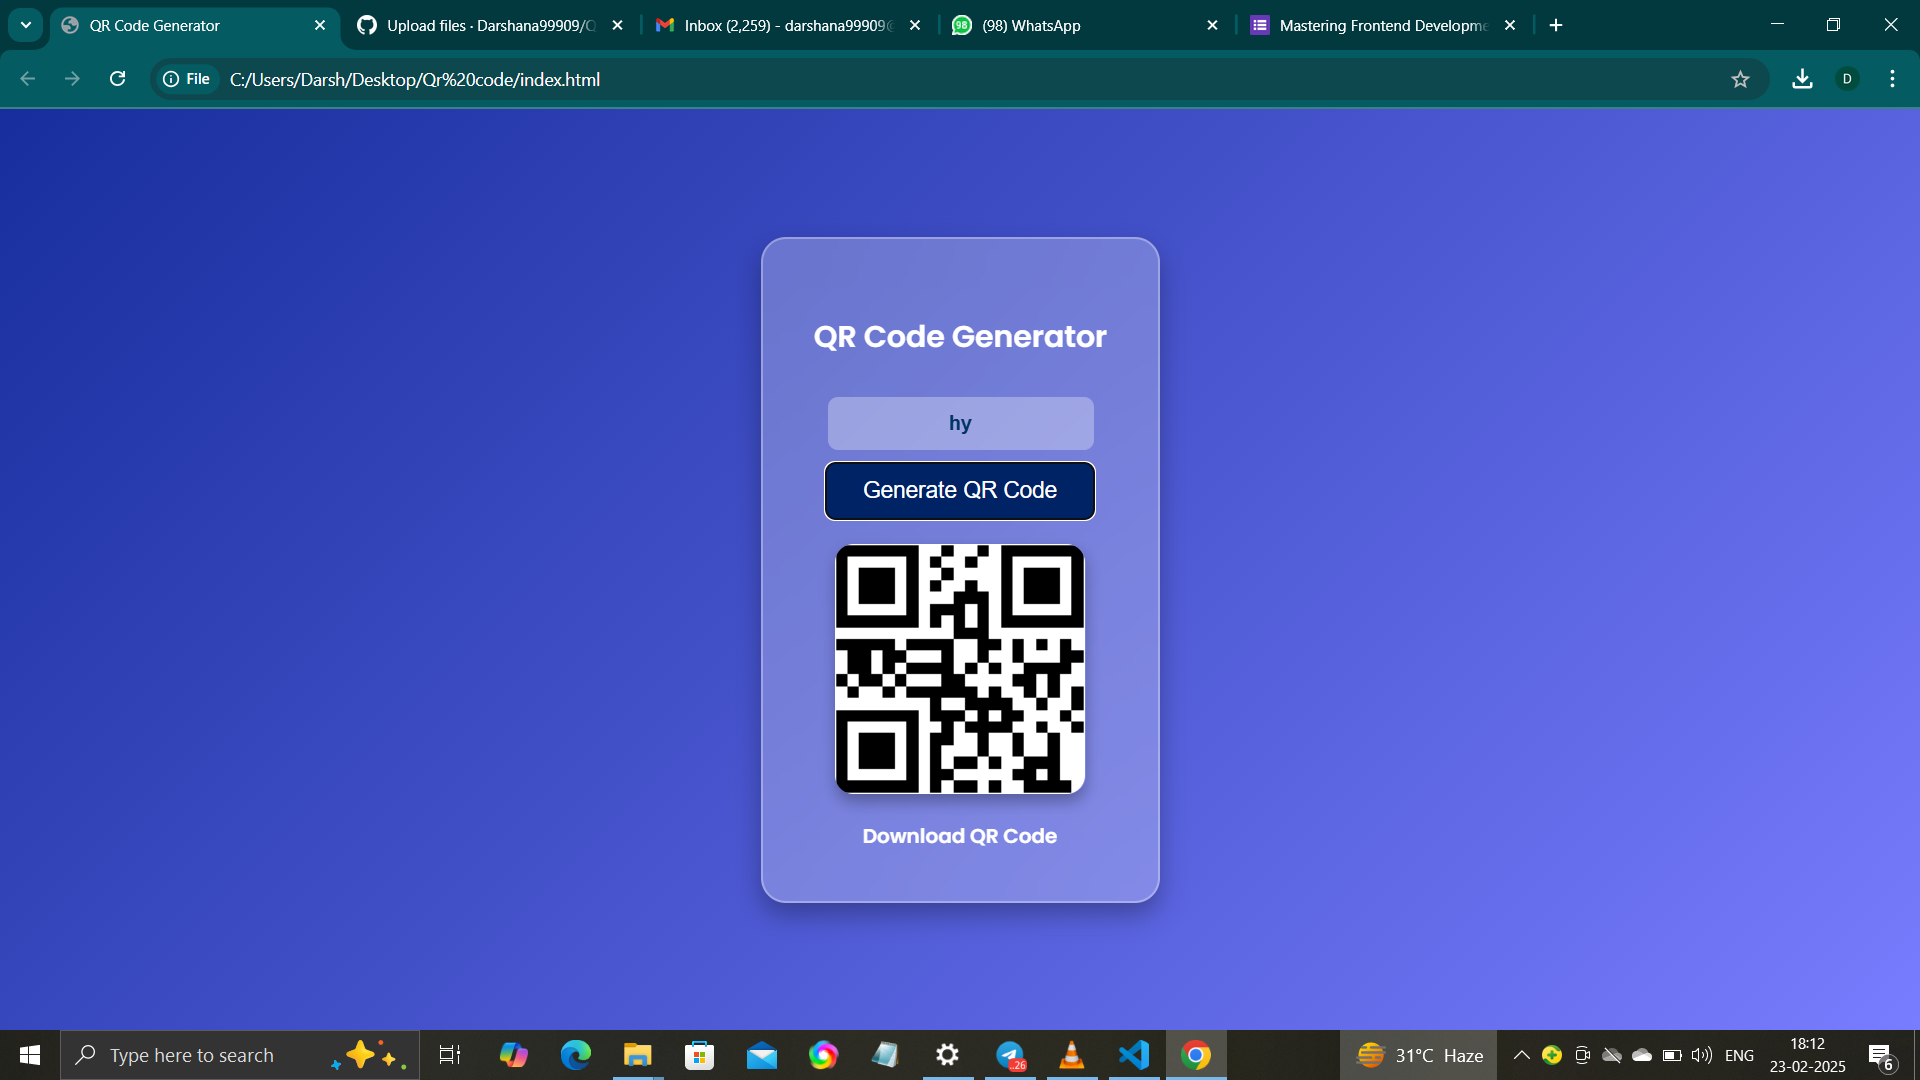 QR Code Generator
Upload files · Darshana99909/Q
Inbox (2,259) - darshana99909@
98
(98) WhatsApp
Mastering Frontend Developme
File
C:/Users/Darsh/Desktop/Qr%20code/index.html
D
QR Code Generator
hy
Generate QR Code
Download QR Code
Type here to search
..26
31°C Haze
ENG
18:12
23-02-2025
6